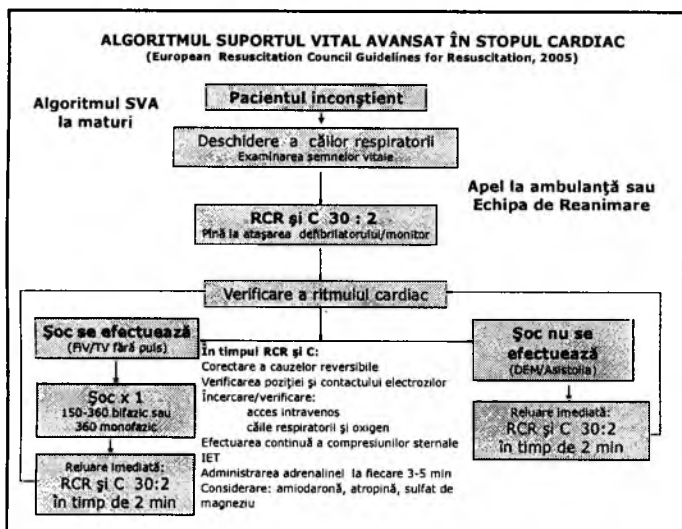 ALGORITMUL SUPORTUL VITAL AVANSAT ÎN STOPUL CARDIAC
(European Resuscitation Council Guidelines for Resuscitation, 2005)
Algoritmul SVA
la maturi
Pacientul inconştient
Deschidere a căilor respiratorii
Examinarea semnelor vitale
Apel la ambulanţă sau
Echipa de Reanimare
RCR şi C 30 : 2
Pînă la ataşarea defibrilatorului/monitor
Verificare a ritmului cardiac
Şoc se efectuează
(FiV/TV fără puls)
Şoc x 1
150-360 bifazic sau
360 monofazic
Reluare imediată:
RCR şi C 30:2
în timp de 2 min
În timpul RCR şi C:
Corectare a cauzelor reversibile
Verificarea poziţiei şi contactului electrozilor
Încercare/verificare:
acces intravenos
căile respiratorii şi oxigen
Efectuarea continuă a compresiunilor sternale
IET
Administrarea adrenalinei la fiecare 3-5 min
Considerare: amiodaronă, atropină, sulfat de
magneziu
Şoc nu se
efectuează
(DEM/Asistolia)
Reluare imediată:
RCR şi C 30:2
în timp de 2 min